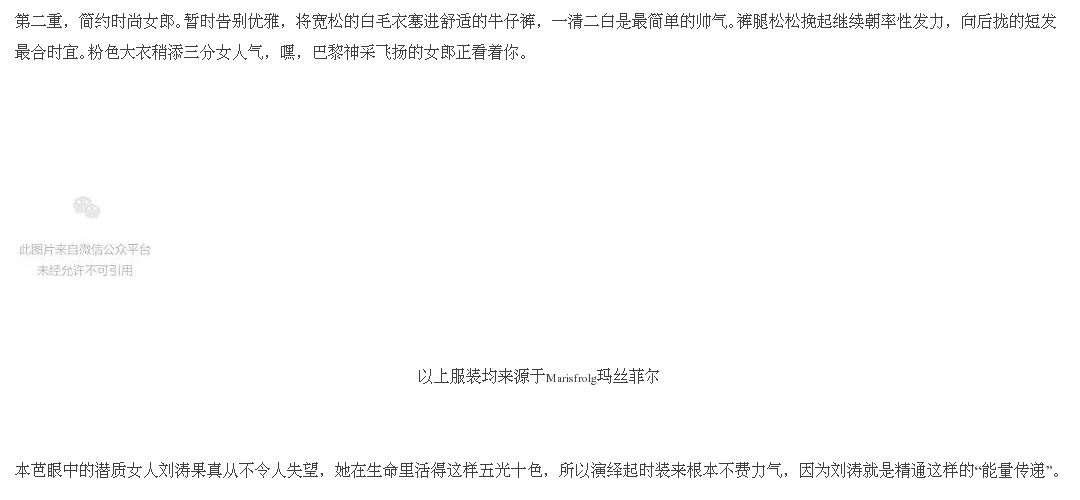 第二重，简约时尚女郎。暂时告别优雅，将宽松的白毛衣塞进舒适的牛仔裤，一清二白是最简单的帅气。裤腿松松挽起继续朝率性发力，向后拢的短发
最合时宜。粉色大衣稍添三分女人气，嘿，巴黎神采飞扬的女郎正看着你。
此图片来自微信公众平台
未经允许不可引用
以上服装均来源于Marisfrolg玛丝菲尔
本芭眼中的潜质女人刘涛果真从不令人失望，她在生命里活得这样五光十色，所以演绎起时装来根本不费力气，因为刘涛就是精通这样的“能量传递”。